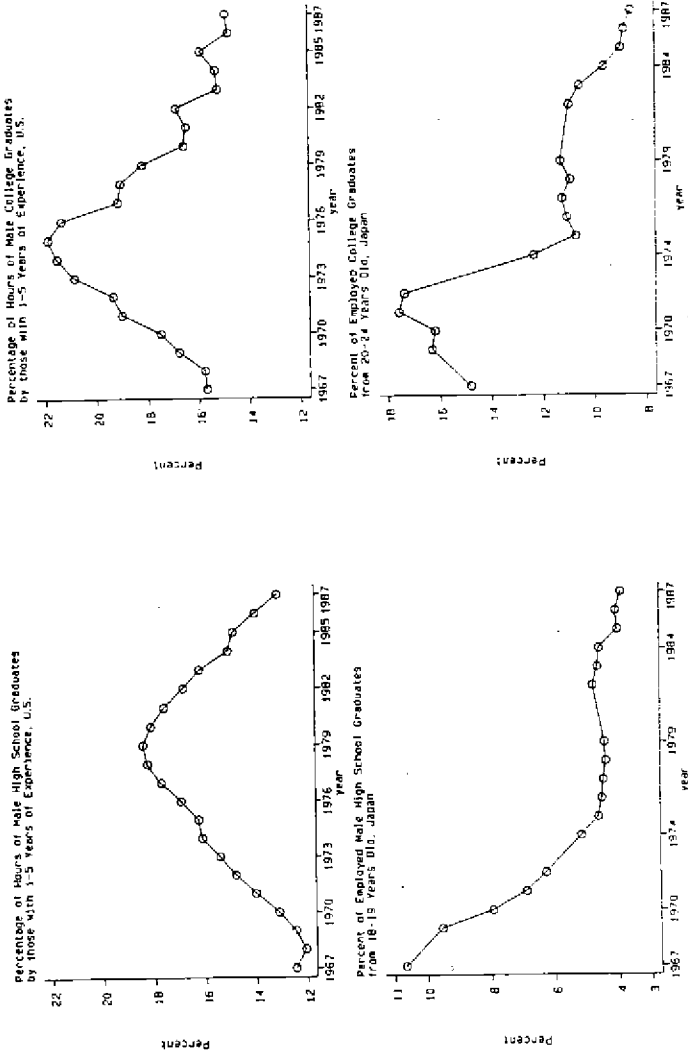 Percentage of Hours of Male High School Graduates
by those with 1-5 Years of Experience, U.S.
22
20
18
16
14
12
Percent
1967 1970 1973 1976 1979 1982 1985 1987
year
Percentage of Hours of Male College Graduates
by those with 1-5 Years of Experience, U.S.
22
20
18
16
14
12
Percent
1967 1970 1973 1976 1979 1982 1985 1987
year
Percent of Employed Male High School Graduates
from 18-19 Years Old, Japan
11
10
8
6
4
3
Percent
1967 1970 1974 1979 1984 1987
year
Percent of Employed College Graduates
from 20-24 Years Old, Japan
18
16
14
12
10
8
Percent
1967 1970 1974 1979 1984 1987
year